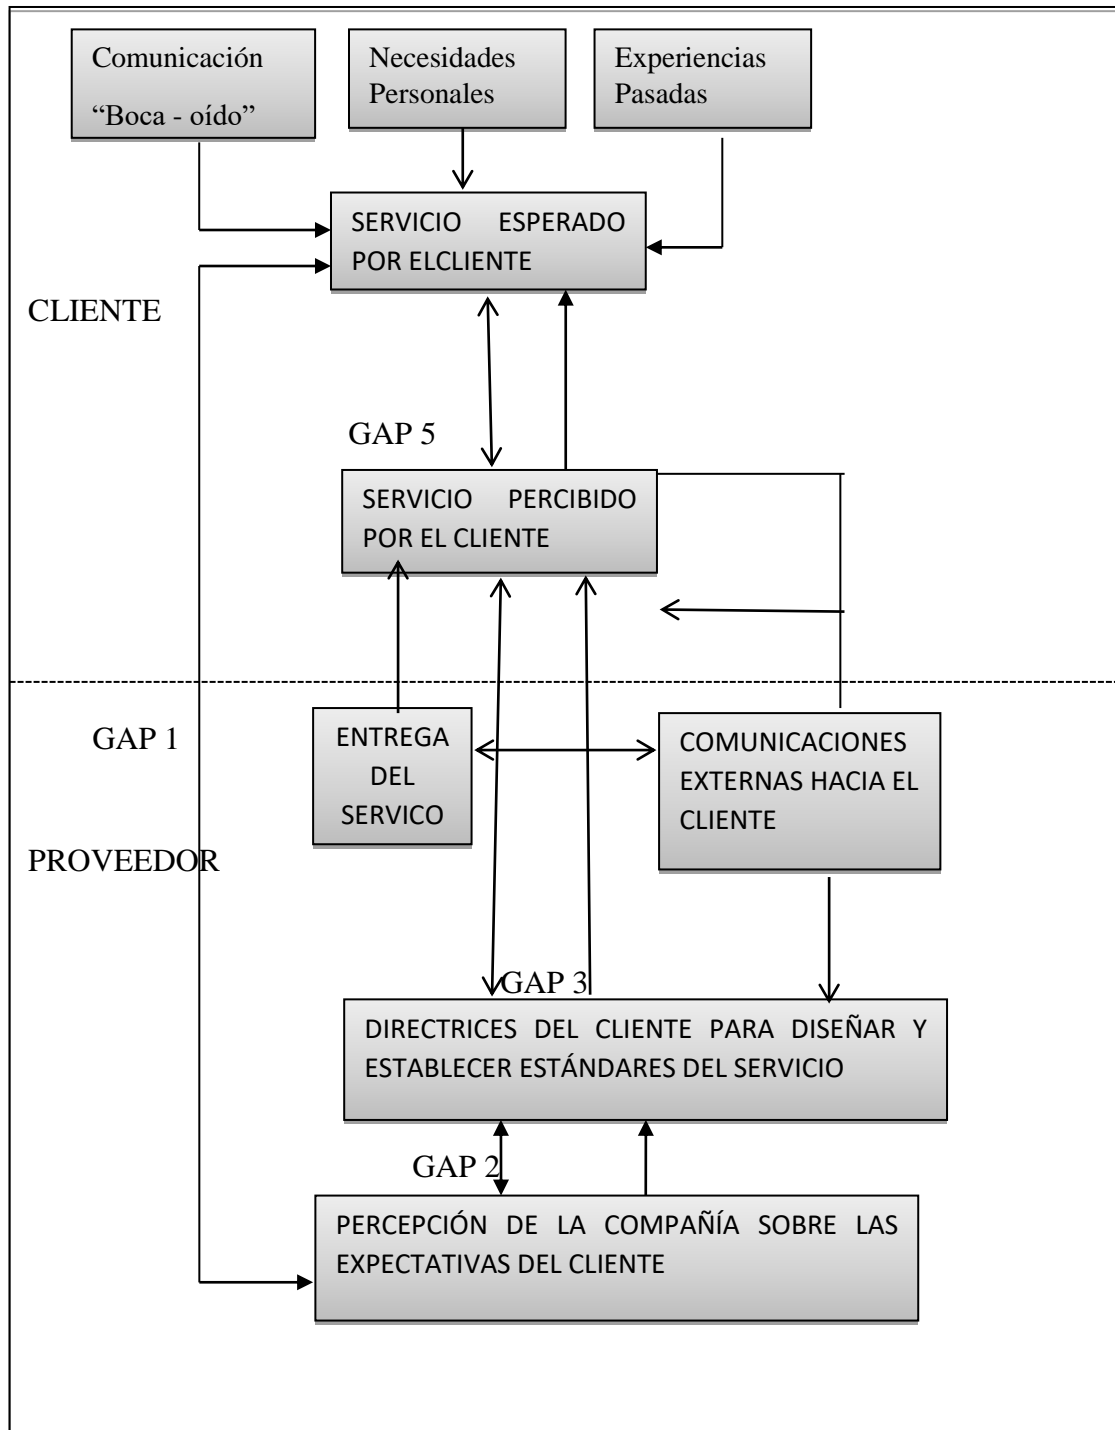 Comunicación
“Boca - oído”
Necesidades
Personales
Experiencias
Pasadas
SERVICIO ESPERADO
POR ELCLIENTE
CLIENTE
GAP 5
SERVICIO PERCIBIDO
POR EL CLIENTE
GAP 1
ENTREGA
DEL
SERVICO
COMUNICACIONES
EXTERNAS HACIA EL
CLIENTE
PROVEEDOR
GAP 3
DIRECTRICES DEL CLIENTE PARA DISEÑAR Y
ESTABLECER ESTÁNDARES DEL SERVICIO
GAP 2
PERCEPCIÓN DE LA COMPAÑÍA SOBRE LAS
EXPECTATIVAS DEL CLIENTE